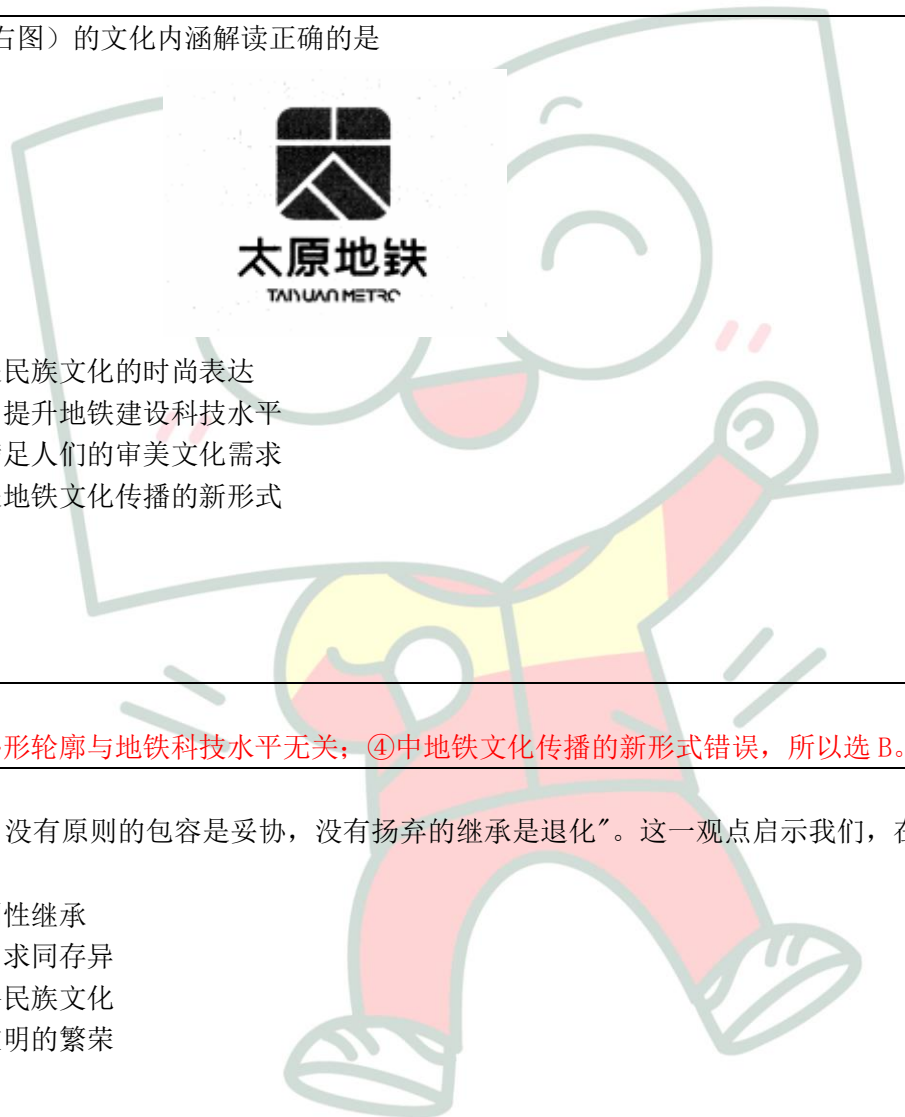 右图）的文化内涵解读正确的是
太原地铁
TAIYUAN METRO
民族文化的时尚表达
提升地铁建设科技水平
足人们的审美文化需求
地铁文化传播的新形式
形轮廓与地铁科技水平无关；④中地铁文化传播的新形式错误，所以选 B。
没有原则的包容是妥协，没有扬弃的继承是退化″。这一观点启示我们，在
性继承
求同存异
民族文化
明的繁荣